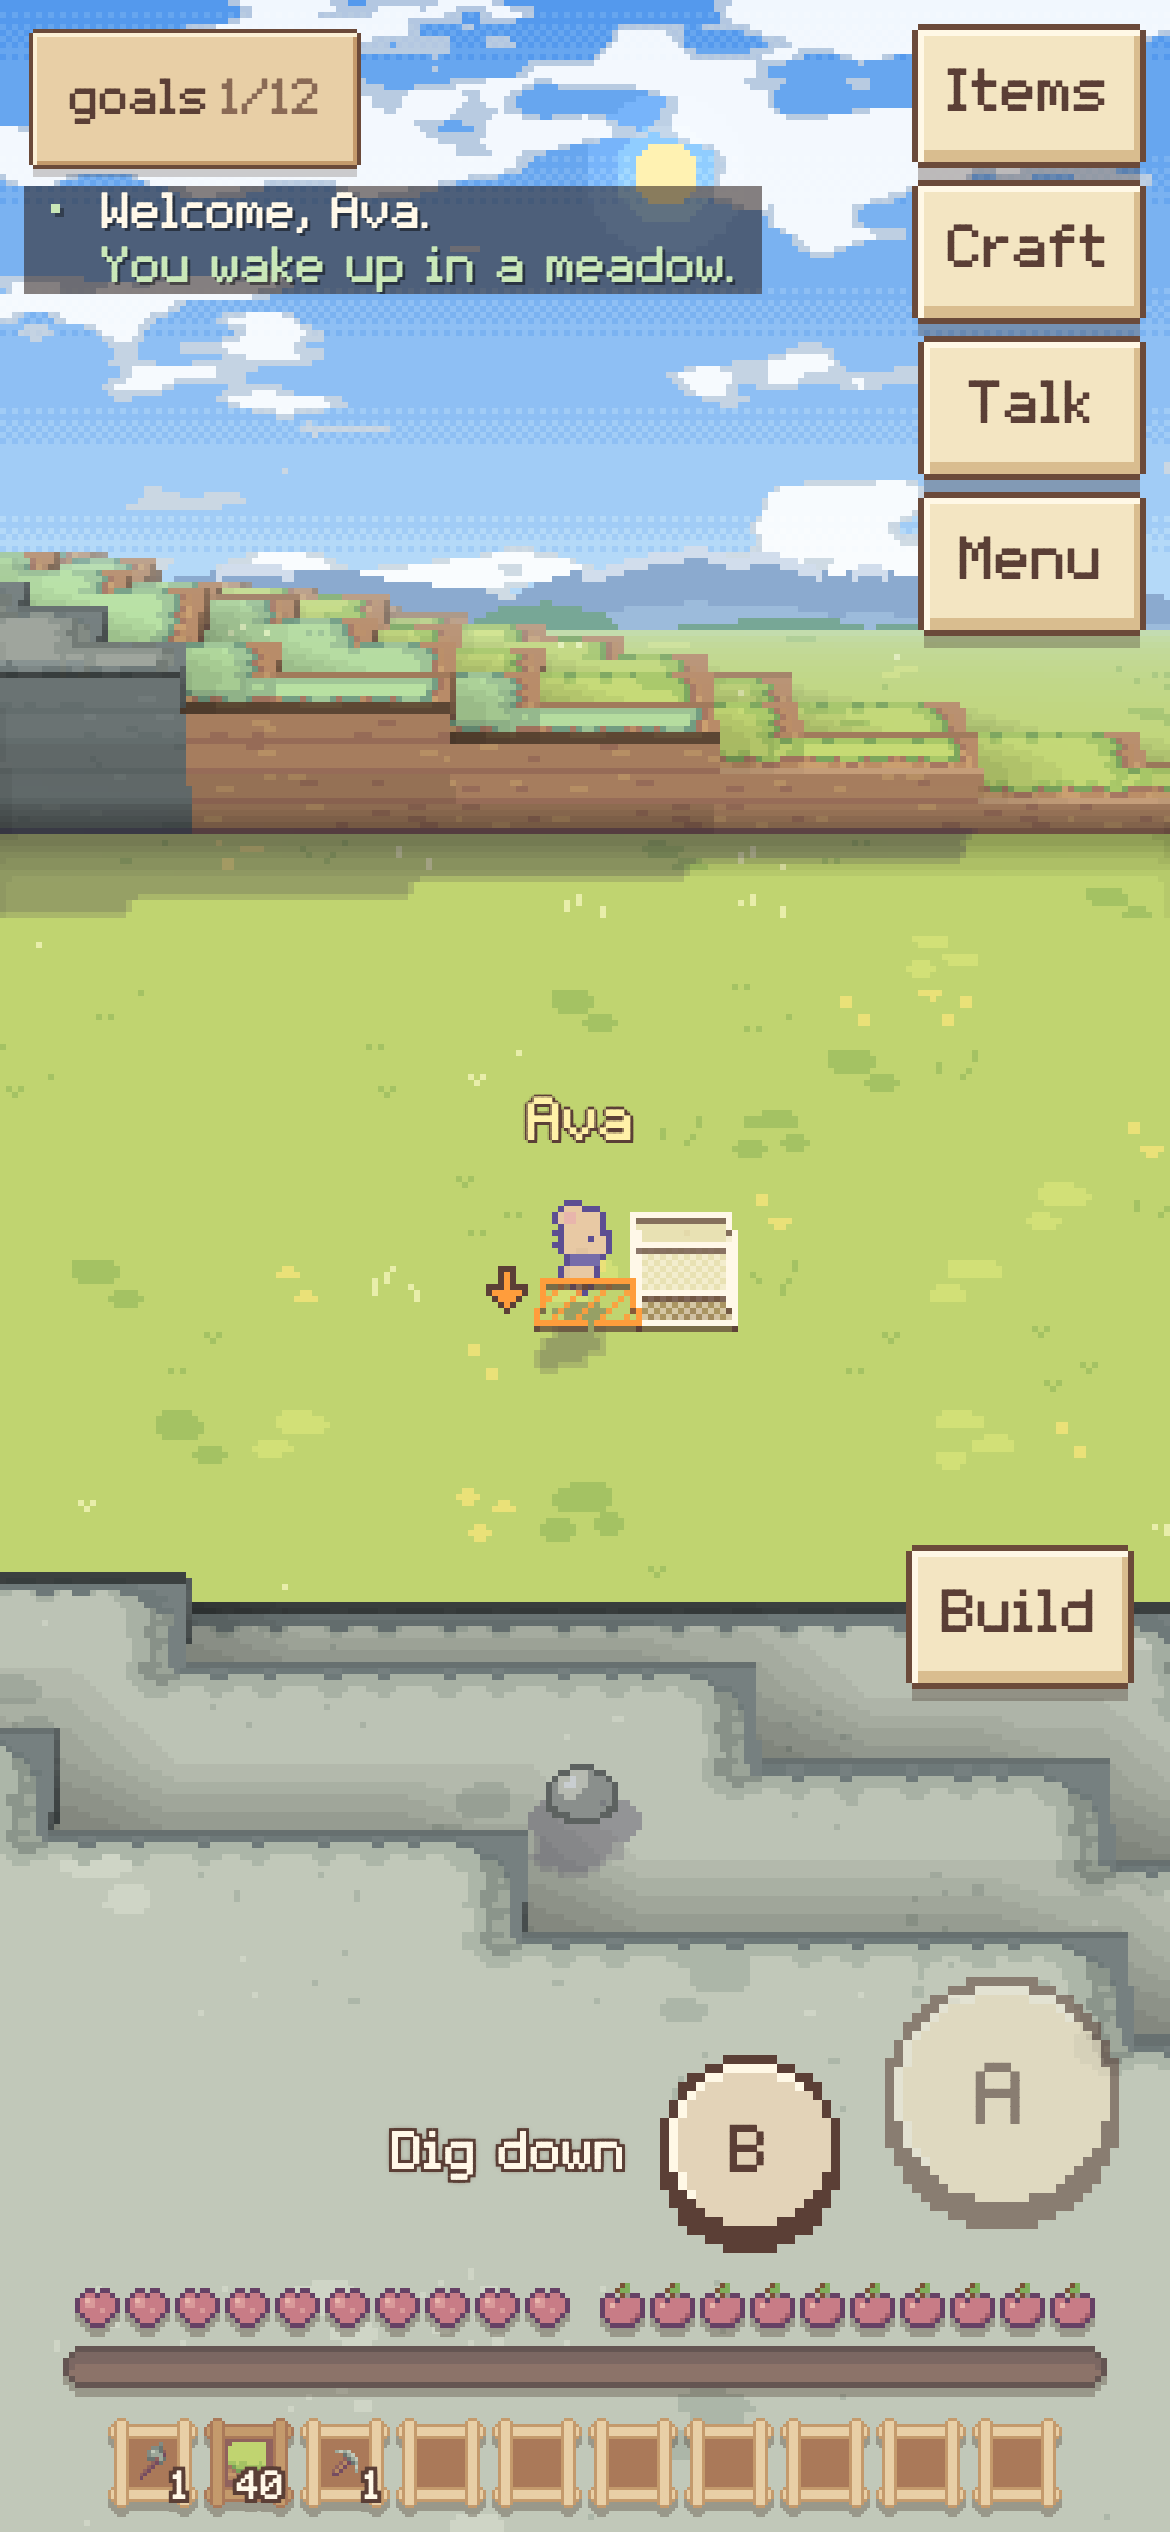 goals 1/12
Items
Welcome, Ava.
You wake up in a meadow.
Craft
Talk
Menu
Ava
Build
A
Dig down
B
1
40
1